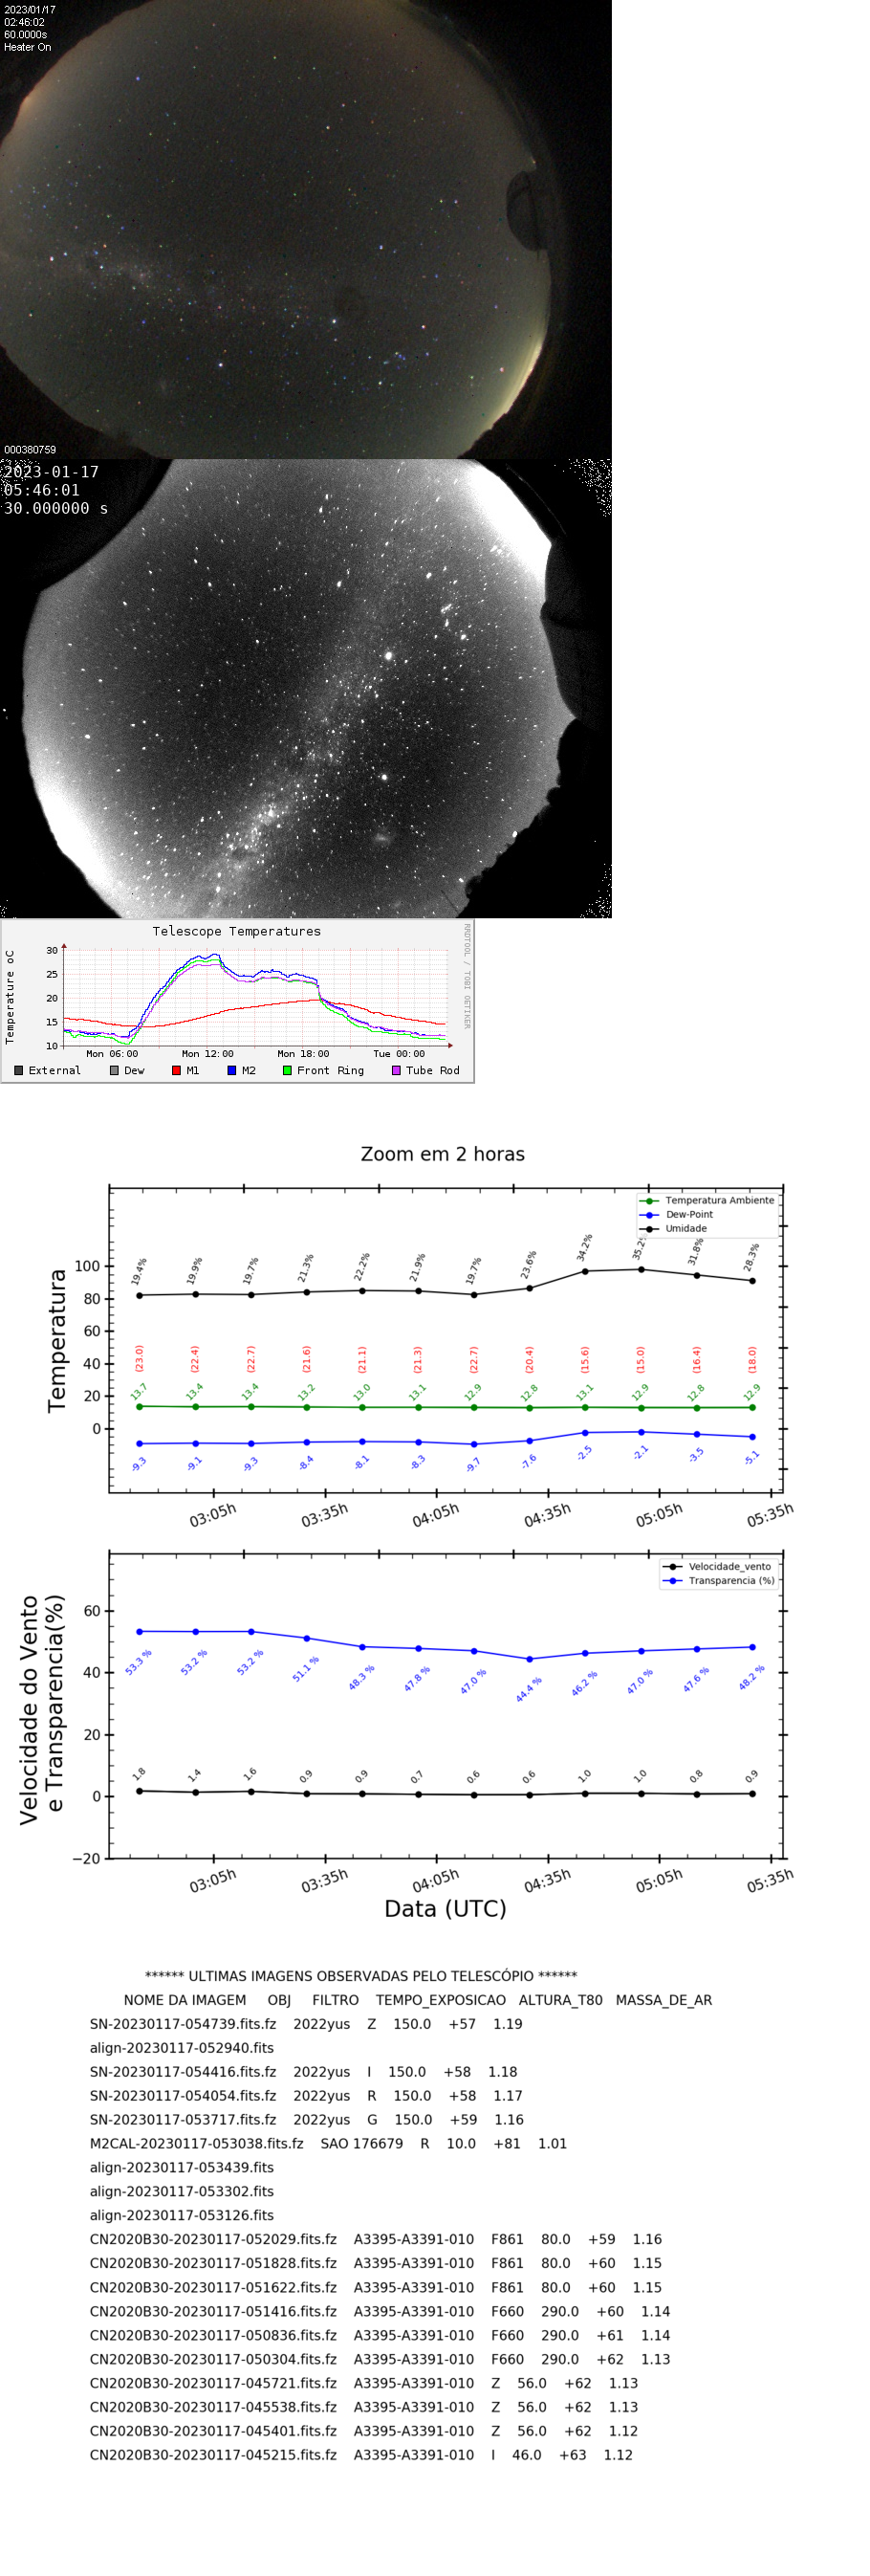 2023/01/17
02:46:02
60.0000s
Heater On
000380759
2023-01-17
05:46:01
30.000000 s
Telescope Temperatures
RRDTOOL / TOBI OETIKER
Temperature oC
30
25
20
15
10
Mon 06:00 Mon 12:00 Mon 18:00 Tue 00:00
External Dew M1 M2 Front Ring Tube Rod
Zoom em 2 horas
Temperatura Ambiente
Dew-Point
Umidade
Temperatura
100
80
60
40
20
0
19.4% 19.9% 19.7% 21.3% 22.2% 21.9% 19.7% 23.6% 34.2% 35.2% 31.8% 28.3%
(23.0) (22.4) (22.7) (21.6) (21.1) (21.3) (22.7) (20.4) (15.6) (15.0) (16.4) (18.0)
13.7 13.4 13.4 13.2 13.0 13.1 12.9 12.8 13.1 12.9 12.8 12.9
-9.3 -9.1 -9.3 -8.4 -8.1 -8.3 -9.7 -7.6 -2.5 -2.1 -3.5 -5.1
03:05h 03:35h 04:05h 04:35h 05:05h 05:35h
Velocidade_vento
Transparencia (%)
Velocidade do Vento
e Transparencia(%)
60
40
20
0
−20
53.3 % 53.2 % 53.2 % 51.1 % 48.3 % 47.8 % 47.0 % 44.4 % 46.2 % 47.0 % 47.6 % 48.2 %
1.8 1.4 1.6 0.9 0.9 0.7 0.6 0.6 1.0 1.0 0.8 0.9
03:05h 03:35h 04:05h 04:35h 05:05h 05:35h
Data (UTC)
****** ULTIMAS IMAGENS OBSERVADAS PELO TELESCÓPIO ******
NOME DA IMAGEM OBJ FILTRO TEMPO_EXPOSICAO ALTURA_T80 MASSA_DE_AR
SN-20230117-054739.fits.fz 2022yus Z 150.0 +57 1.19
align-20230117-052940.fits
SN-20230117-054416.fits.fz 2022yus I 150.0 +58 1.18
SN-20230117-054054.fits.fz 2022yus R 150.0 +58 1.17
SN-20230117-053717.fits.fz 2022yus G 150.0 +59 1.16
M2CAL-20230117-053038.fits.fz SAO 176679 R 10.0 +81 1.01
align-20230117-053439.fits
align-20230117-053302.fits
align-20230117-053126.fits
CN2020B30-20230117-052029.fits.fz A3395-A3391-010 F861 80.0 +59 1.16
CN2020B30-20230117-051828.fits.fz A3395-A3391-010 F861 80.0 +60 1.15
CN2020B30-20230117-051622.fits.fz A3395-A3391-010 F861 80.0 +60 1.15
CN2020B30-20230117-051416.fits.fz A3395-A3391-010 F660 290.0 +60 1.14
CN2020B30-20230117-050836.fits.fz A3395-A3391-010 F660 290.0 +61 1.14
CN2020B30-20230117-050304.fits.fz A3395-A3391-010 F660 290.0 +62 1.13
CN2020B30-20230117-045721.fits.fz A3395-A3391-010 Z 56.0 +62 1.13
CN2020B30-20230117-045538.fits.fz A3395-A3391-010 Z 56.0 +62 1.13
CN2020B30-20230117-045401.fits.fz A3395-A3391-010 Z 56.0 +62 1.12
CN2020B30-20230117-045215.fits.fz A3395-A3391-010 I 46.0 +63 1.12